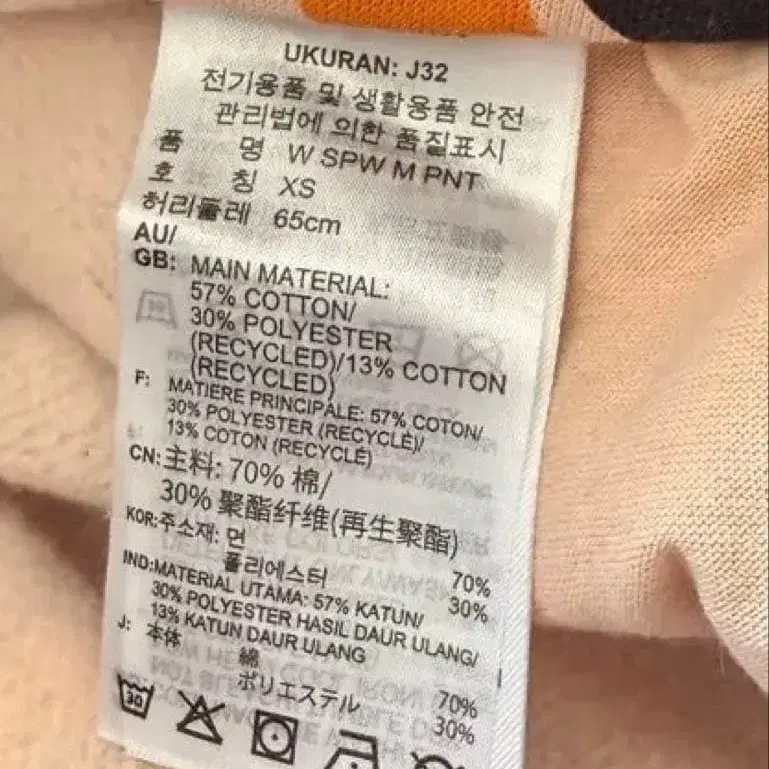 UKURAN: J32
전기용품 및 생활용품 안전
관리법에 의한 품질표시
품 명 W SPW M PNT
호 칭 XS
허리둘레 65cm
AU/
GB: MAIN MATERIAL:
57% COTTON/
30% POLYESTER
(RECYCLED)/13% COTTON
(RECYCLED)
F: MATIERE PRINCIPALE: 57% COTON/
30% POLYESTER (RECYCLÉ)/
13% COTON (RECYCLÉ)
CN: 主料: 70% 棉/
30% 聚酯纤维(再生聚酯)
KOR: 주소재: 면 70%
폴리에스터 30%
IND: MATERIAL UTAMA: 57% KATUN/
30% POLYESTER HASIL DAUR ULANG/
13% KATUN DAUR ULANG
J: 本体 綿 70%
ポリエステル 30%
30